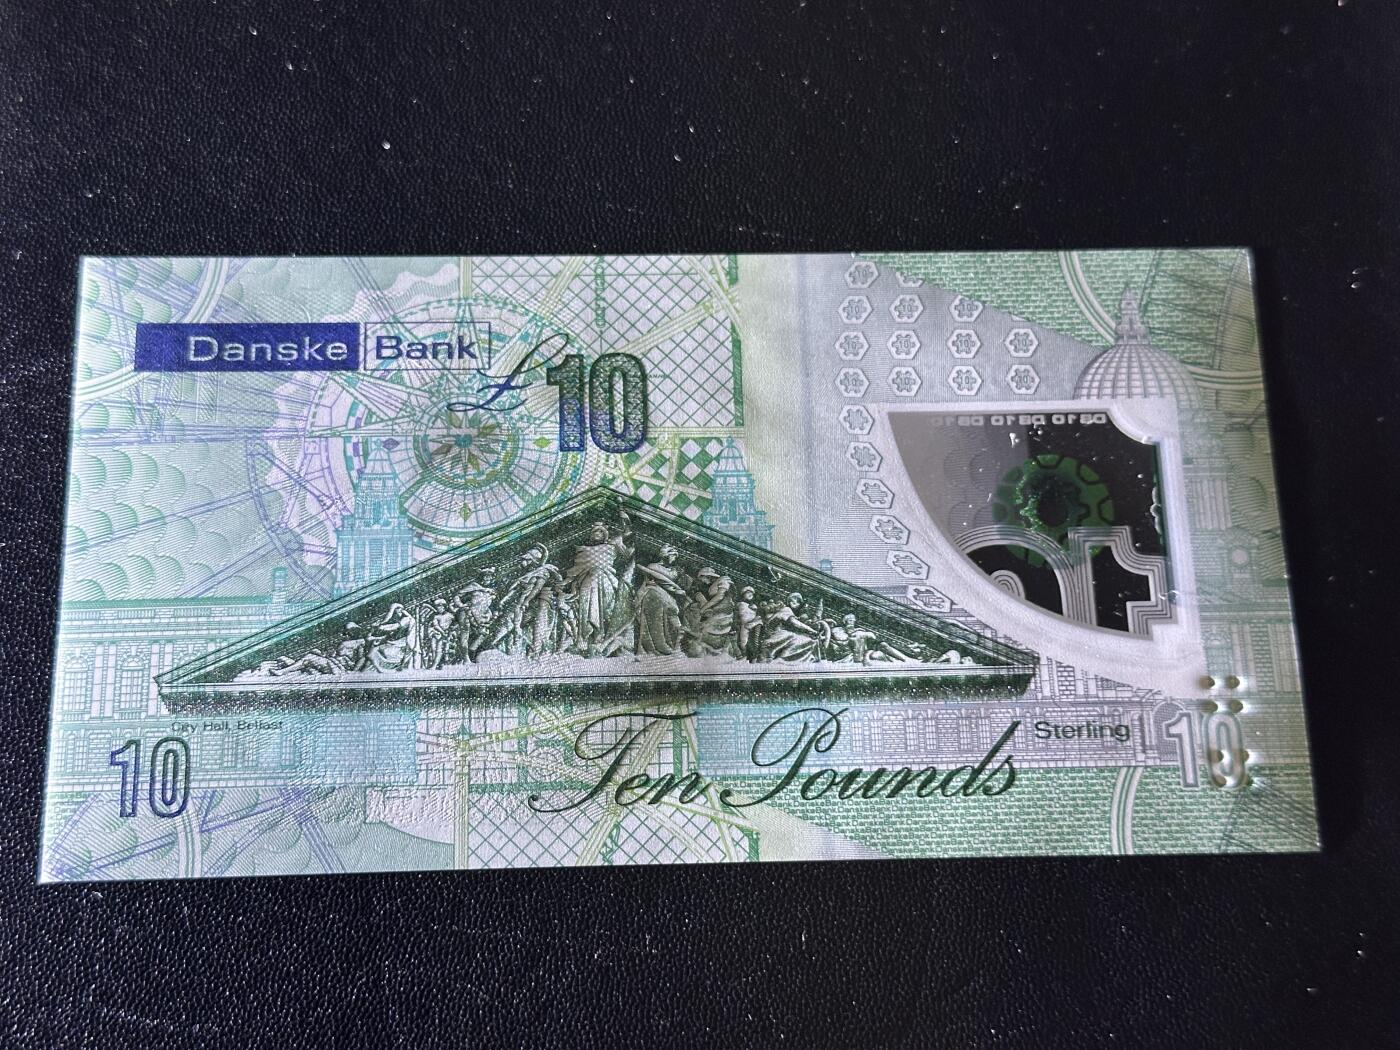 Danske Bank
£10
City Hall, Belfast
10
Ten Pounds
Sterling
10